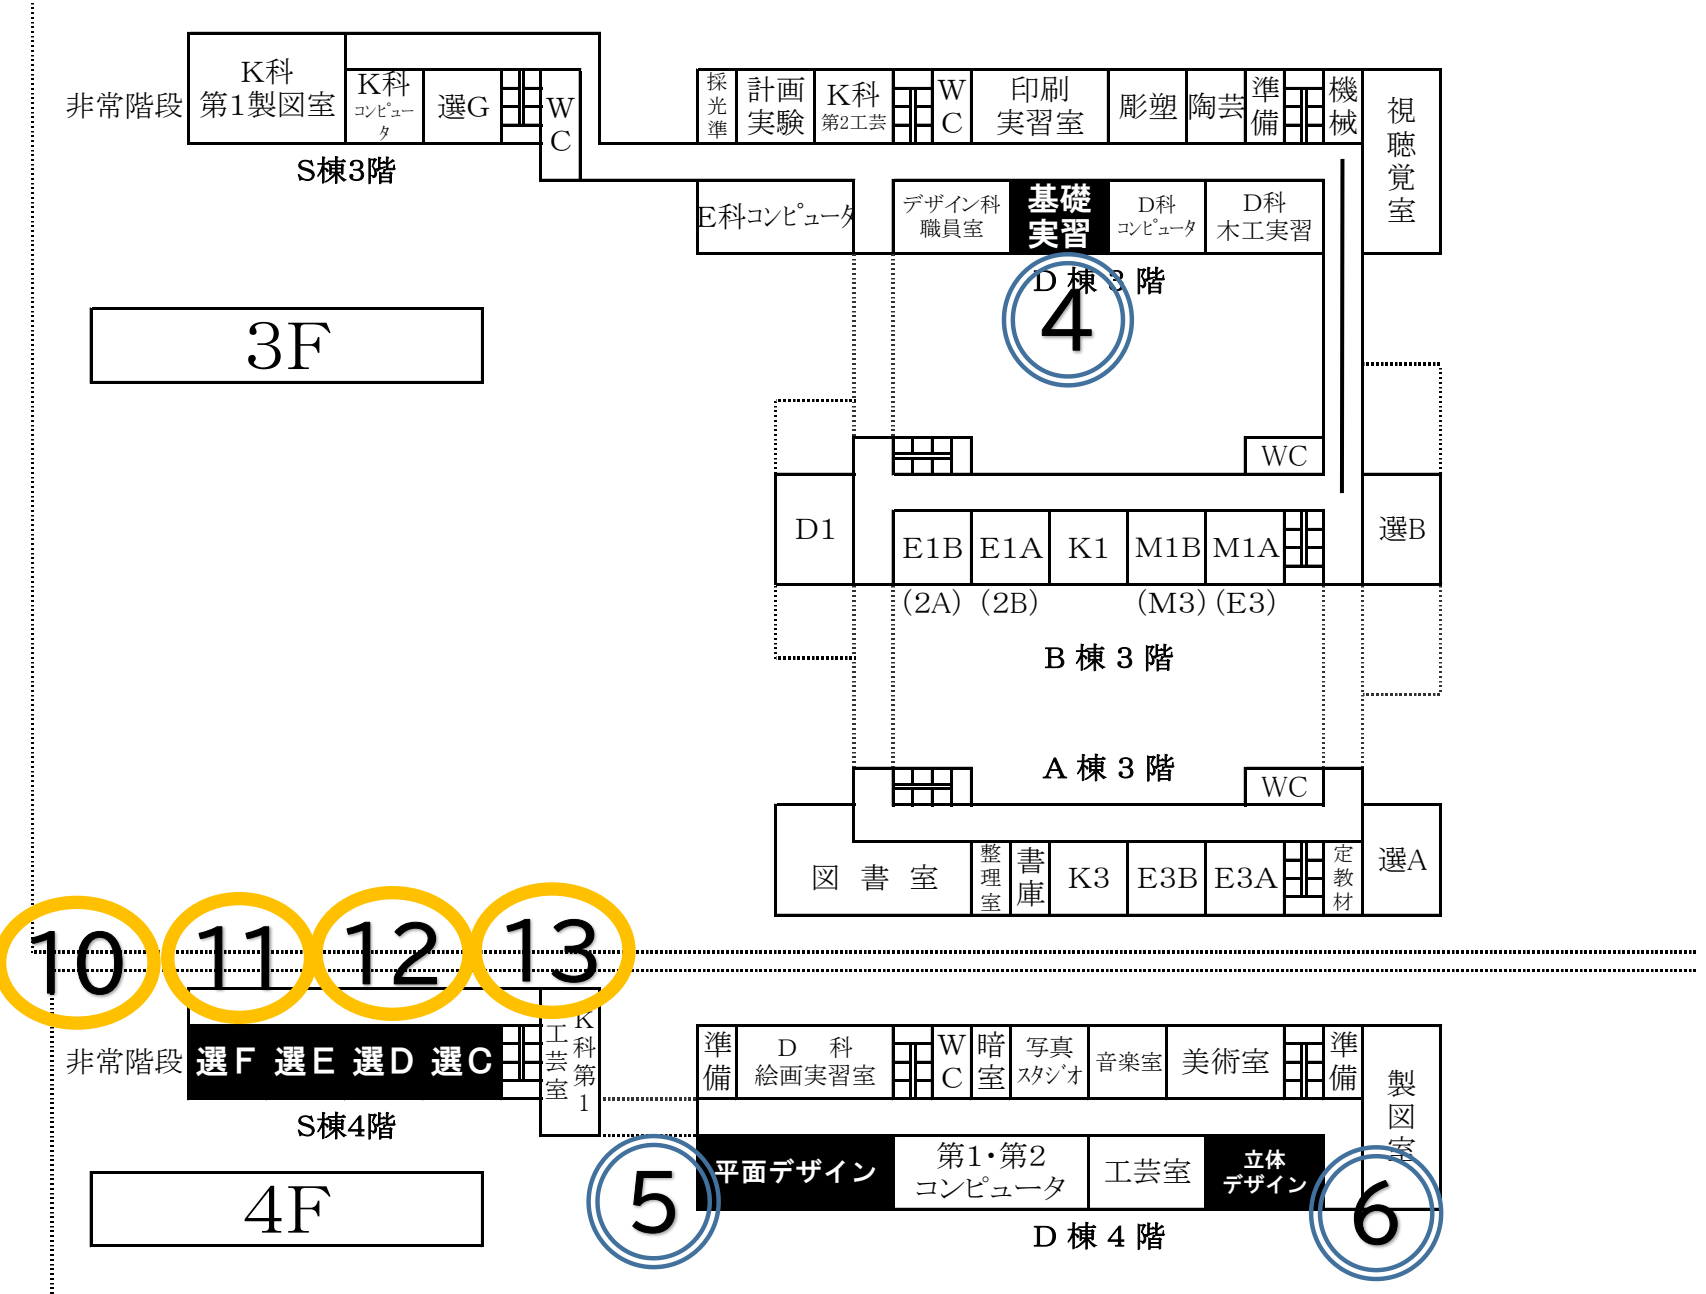 K科
第1製図室
K科
コンピュー
タ
選G
W
C
非常階段
S棟3階
採
光
準
計画
実験
K科
第2工芸
W
C
印刷
実習室
彫塑
陶芸
準
備
機
械
視
聴
覚
室
E科コンピュータ
デザイン科
職員室
基礎
実習
D科
コンピュータ
D科
木工実習
D棟3階
4
3F
WC
D1
E1B
E1A
K1
M1B
M1A
選B
(2A)
(2B)
(M3)
(E3)
B棟3階
A棟3階
WC
図書室
整
理
室
書
庫
K3
E3B
E3A
定
教
材
選A
10
11
12
13
非常階段
選F
選E
選D
選C
工
芸
室
K
科
第
1
S棟4階
4F
準
備
D科
絵画実習室
W
C
暗
室
写真
スタジオ
音楽室
美術室
準
備
製
図
室
5
平面デザイン
第1・第2
コンピュータ
工芸室
立体
デザイン
6
D棟4階